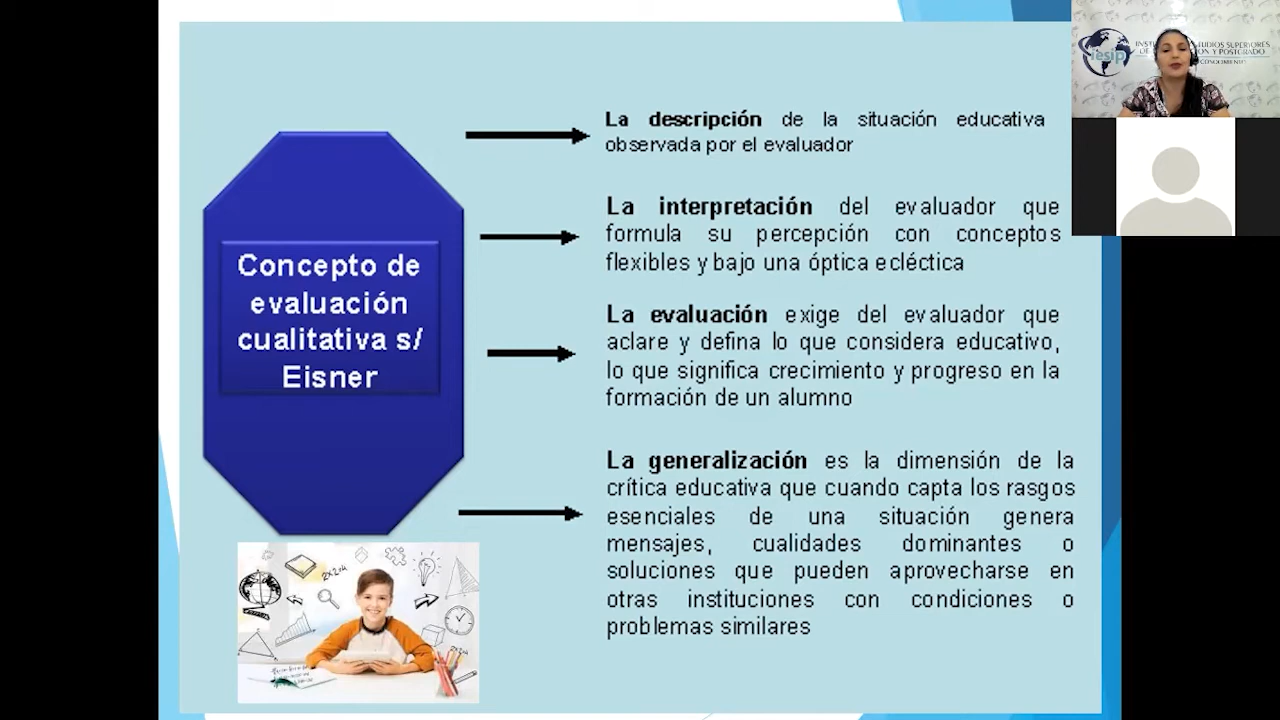 Concepto de
evaluación
cualitativa s/
Eisner
La descripción de la situación educativa
observada por el evaluador
La interpretación del evaluador que
formula su percepción con conceptos
flexibles y bajo una óptica ecléctica
La evaluación exige del evaluador que
aclare y defina lo que considera educativo,
lo que significa crecimiento y progreso en la
formación de un alumno
La generalización es la dimensión de la
crítica educativa que cuando capta los rasgos
esenciales de una situación genera
mensajes, cualidades dominantes o
soluciones que pueden aprovecharse en
otras instituciones con condiciones o
problemas similares
iesip